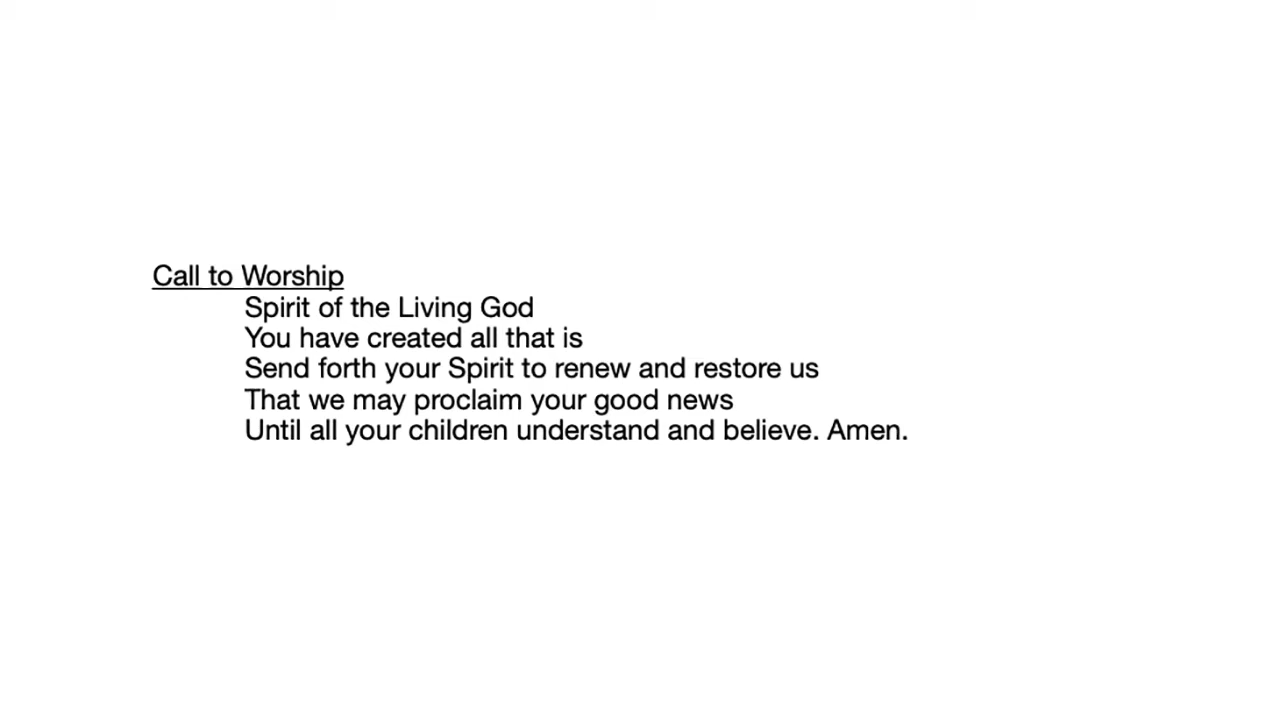 Call to Worship
Spirit of the Living God
You have created all that is
Send forth your Spirit to renew and restore us
That we may proclaim your good news
Until all your children understand and believe. Amen.